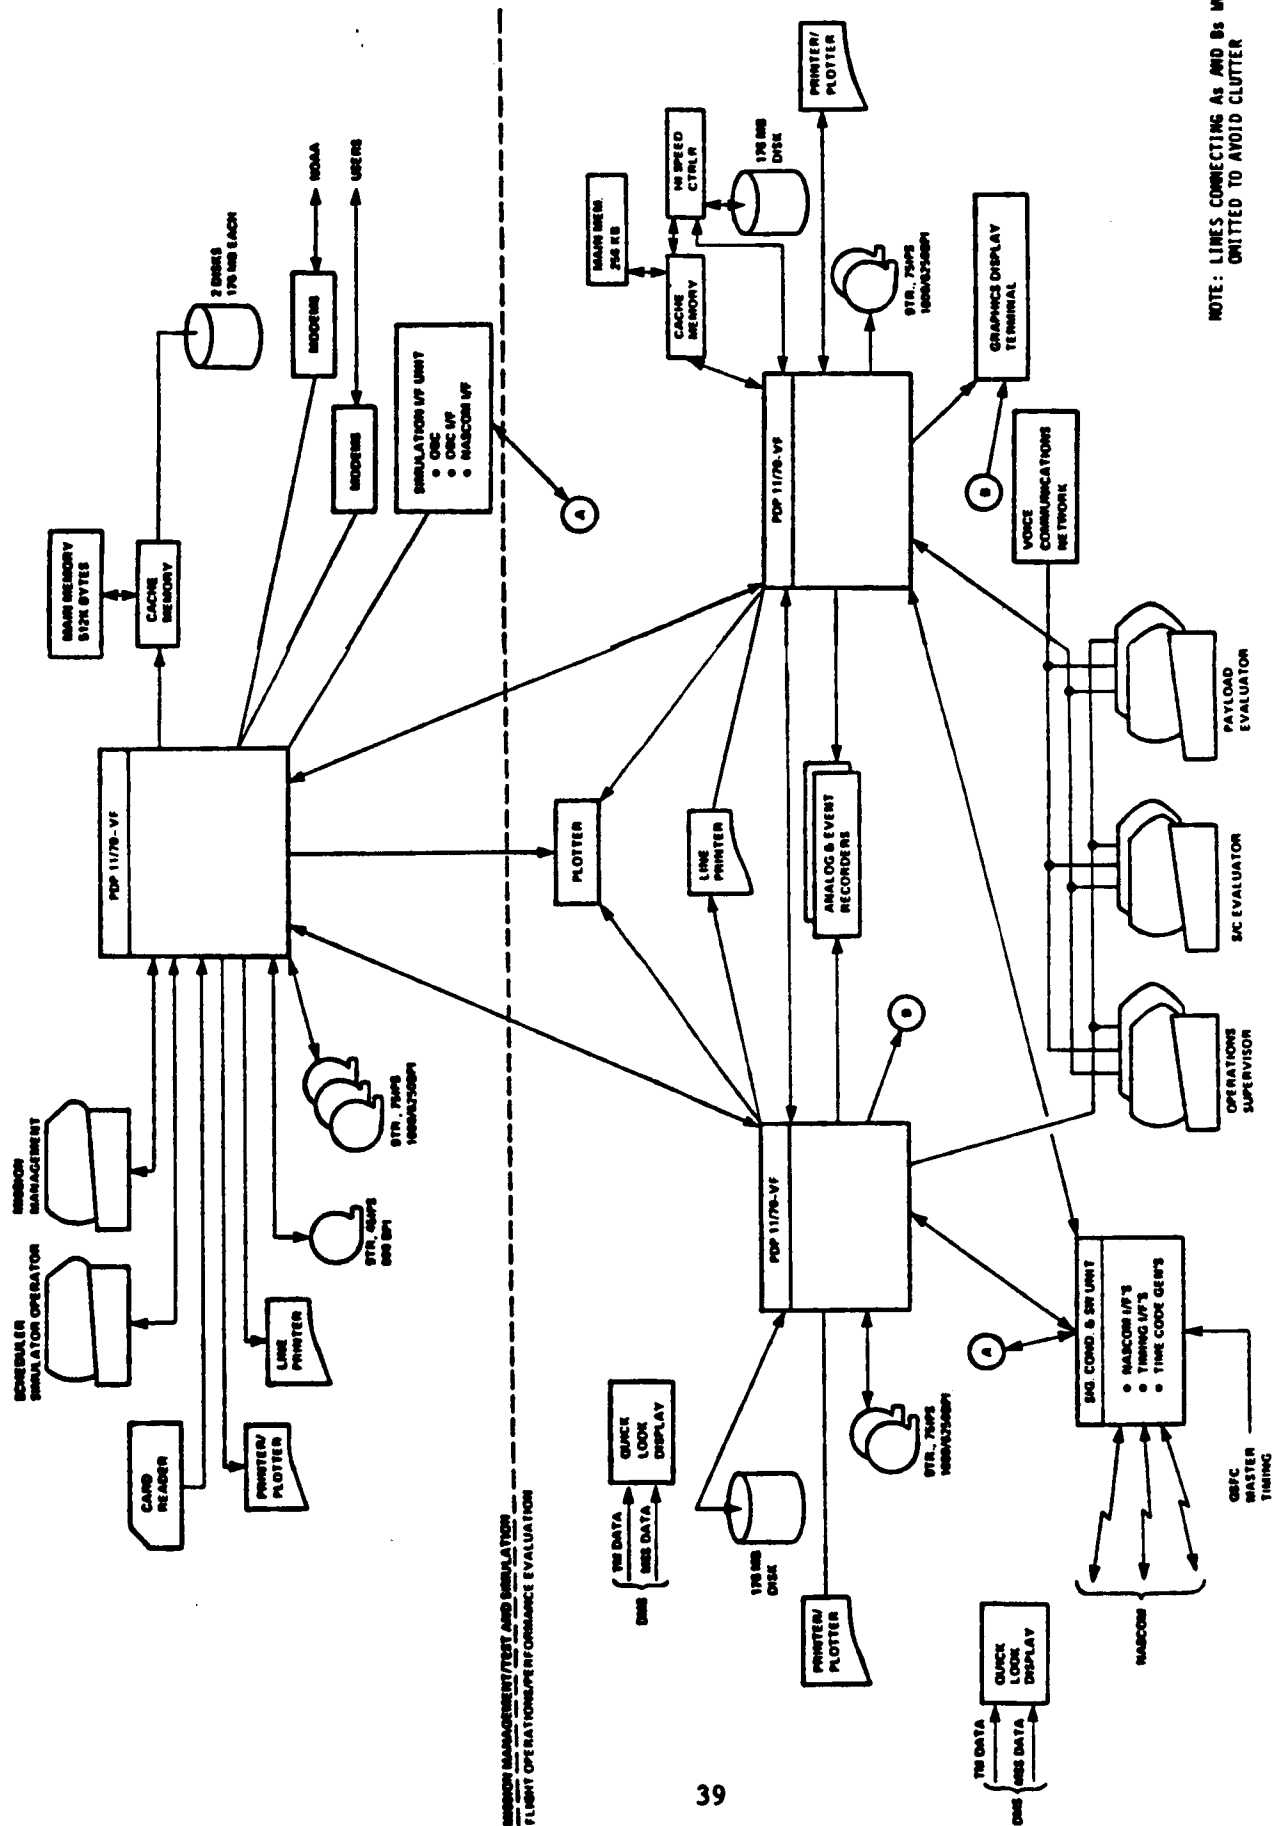 MISSION
MANAGEMENT
SCHEDULER
SIMULATOR OPERATOR
CARD
READER
PRINTER/
PLOTTER
LINE
PRINTER
9TR., 45IPS
800 BPI
9TR., 75IPS
1600/6250BPI
PDP 11/70-VF
MAIN MEMORY
512K BYTES
CACHE
MEMORY
2 DISKS
176 MB EACH
MODEMS
NOAA
MODEMS
USERS
SIMULATION I/F UNIT
● OBC
● OBC I/F
● NASCOM I/F
A
MISSION MANAGEMENT/TEST AND SIMULATION
FLIGHT OPERATIONS/PERFORMANCE EVALUATION
PLOTTER
LINE
PRINTER
ANALOG & EVENT
RECORDERS
DMS
TM DATA
MSS DATA
QUICK
LOOK
DISPLAY
176 MB
DISK
PRINTER/
PLOTTER
9TR., 75IPS
1600/6250BPI
PDP 11/70-VF
B
PDP 11/70-VF
MAIN MEM.
256 KB
CACHE
MEMORY
HI SPEED
CTRLR
176 MB
DISK
PRINTER/
PLOTTER
9TR., 75IPS
1600/6250BPI
GRAPHICS DISPLAY
TERMINAL
B
VOICE
COMMUNICATIONS
NETWORK
A
SIG. COND. & SW UNIT
● NASCOM I/F'S
● TIMING I/F'S
● TIME CODE GEN'S
NASCOM
GSFC
MASTER
TIMING
DMS
TM DATA
MSS DATA
QUICK
LOOK
DISPLAY
OPERATIONS
SUPERVISOR
S/C EVALUATOR
PAYLOAD
EVALUATOR
NOTE: LINES CONNECTING As AND Bs
OMITTED TO AVOID CLUTTER
39